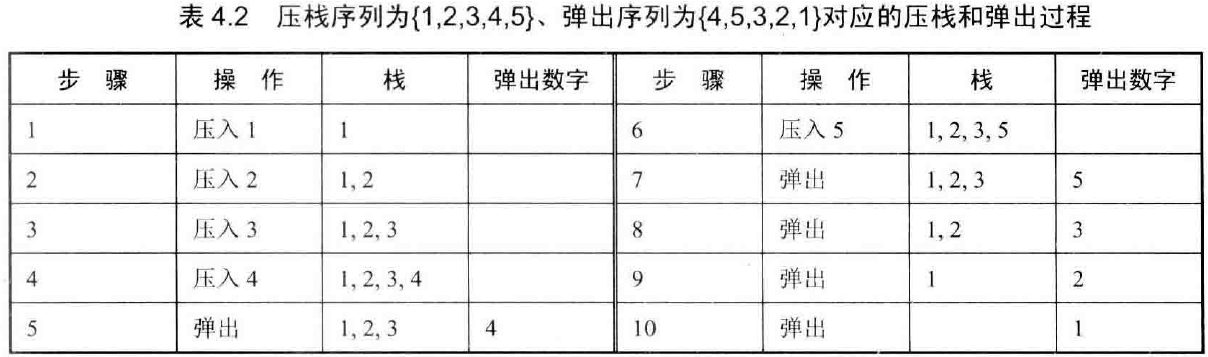 表 4.2 压栈序列为{1,2,3,4,5}、弹出序列为{4,5,3,2,1}对应的压栈和弹出过程
步 骤 操 作 栈 弹出数字 步 骤 操 作 栈 弹出数字
1 压入 1 1 6 压入 5 1, 2, 3, 5
2 压入 2 1, 2 7 弹出 1, 2, 3 5
3 压入 3 1, 2, 3 8 弹出 1, 2 3
4 压入 4 1, 2, 3, 4 9 弹出 1 2
5 弹出 1, 2, 3 4 10 弹出 1